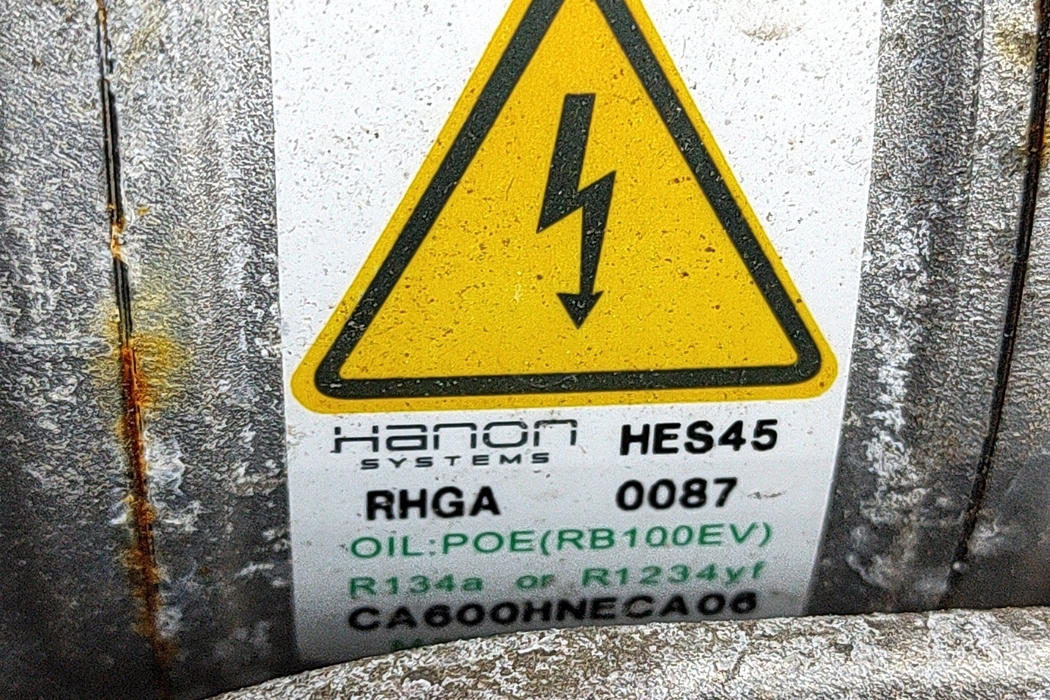 Hanon HES45
SYSTEMS
RHGA 0087
OIL:POE(RB100EV)
R134a or R1234yf
CA600HNECA06